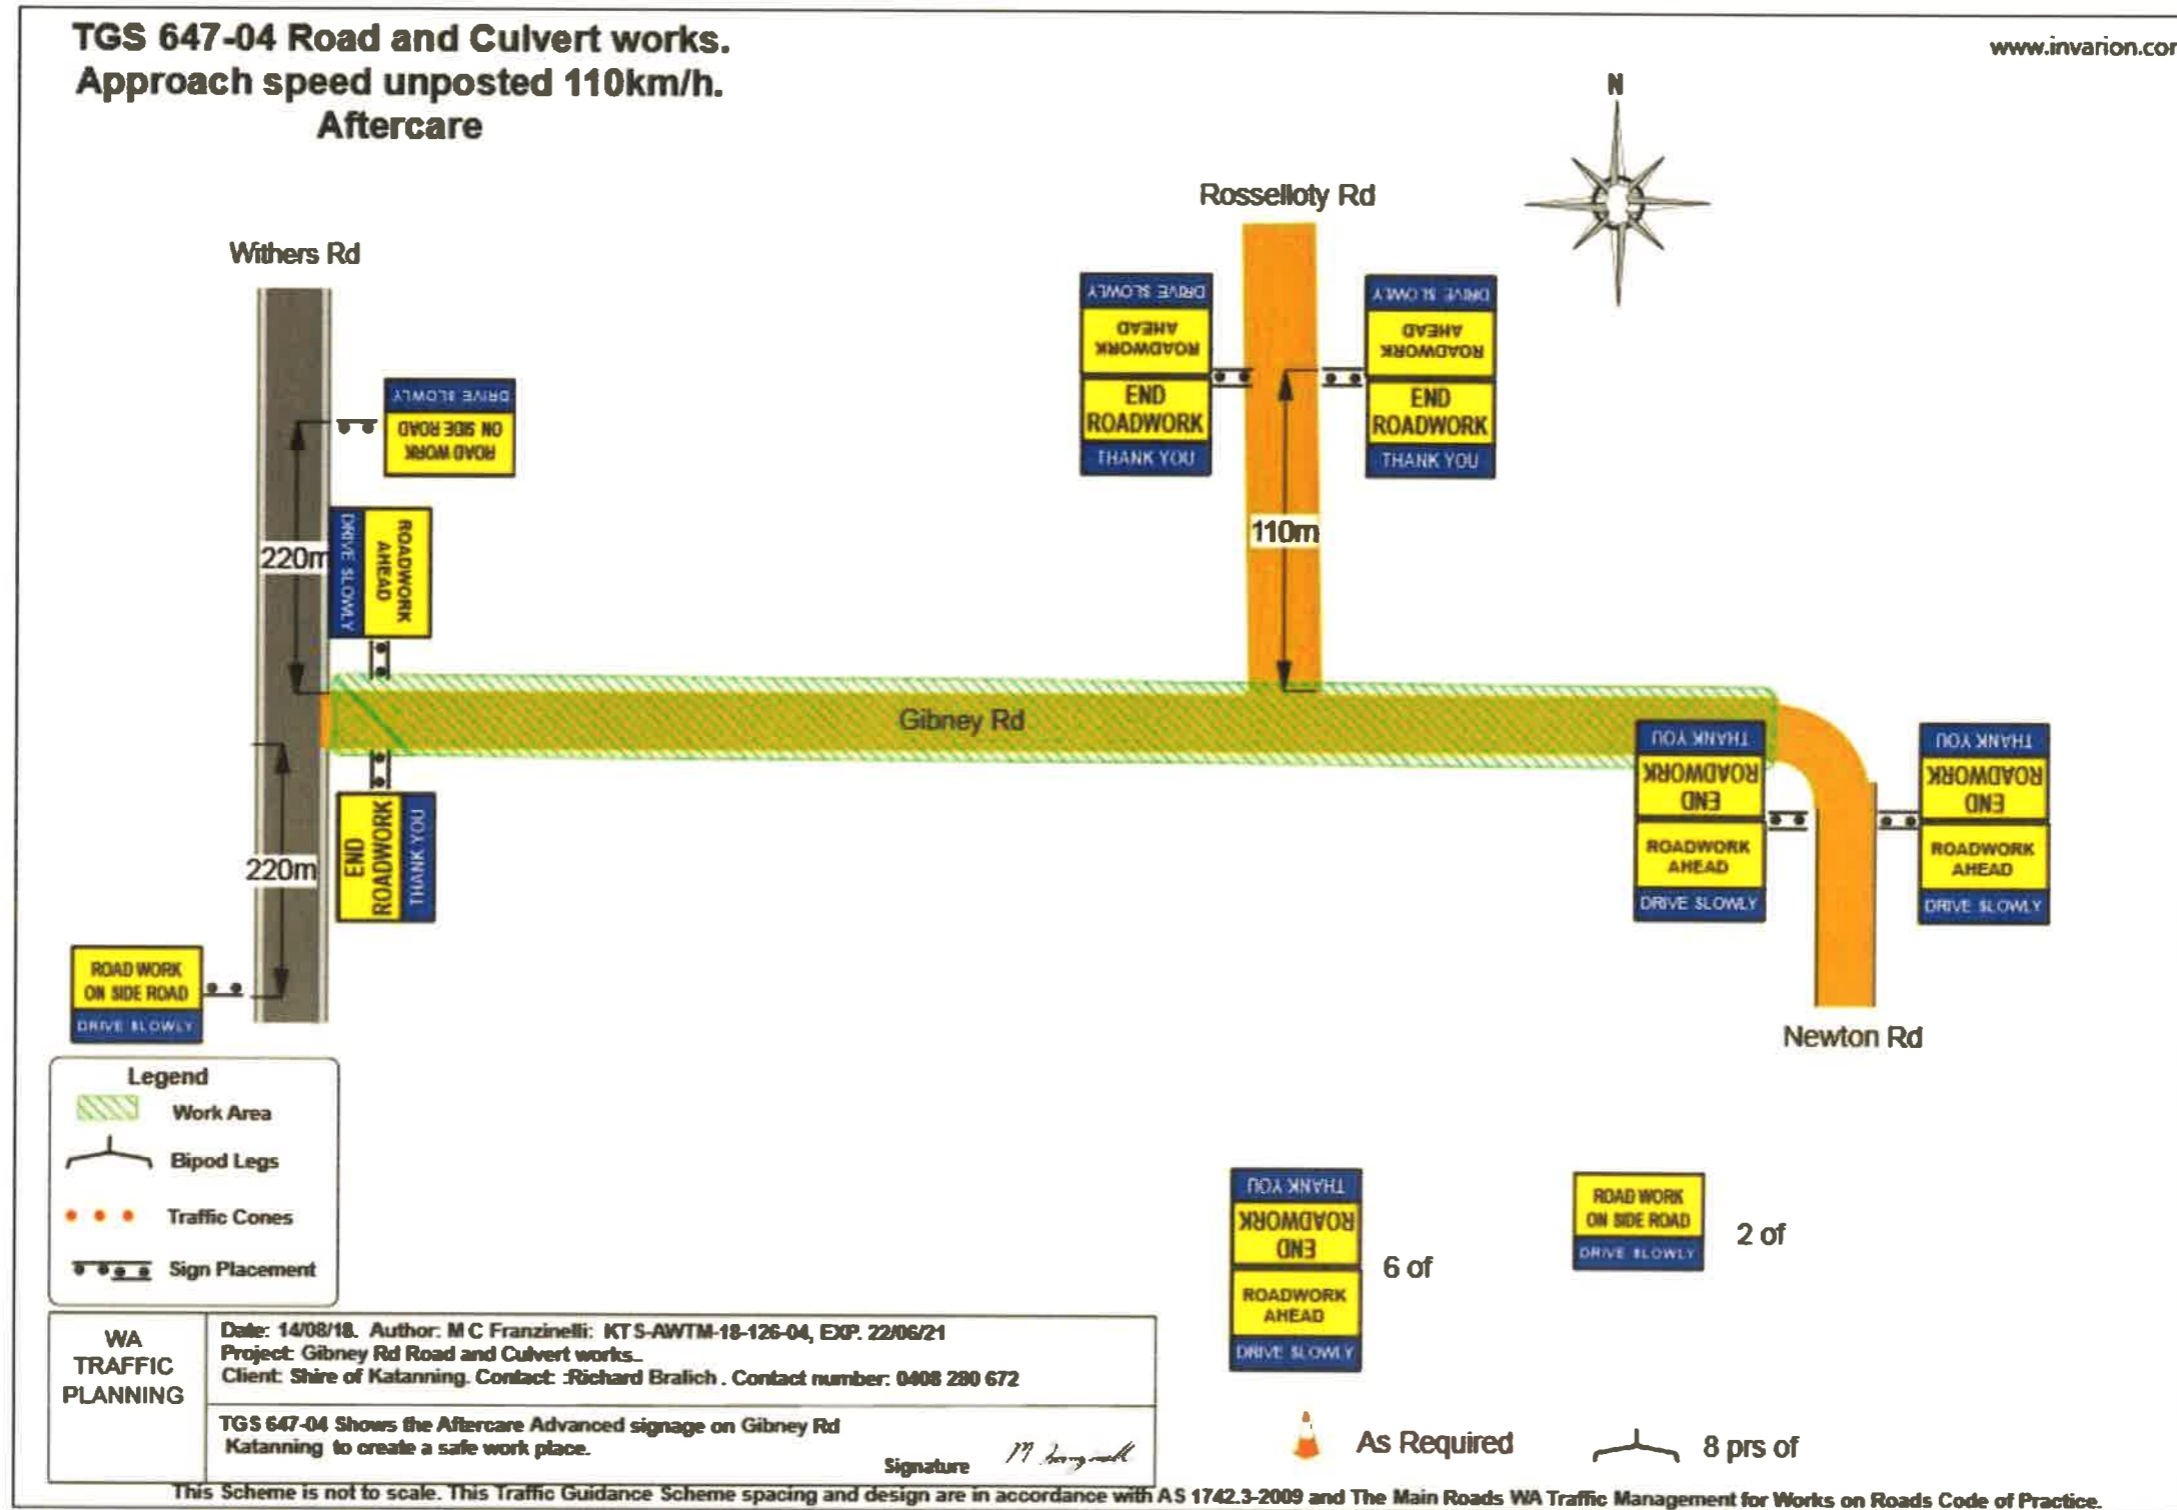 TGS 647-04 Road and Culvert works.
Approach speed unposted 110km/h.
Aftercare
www.invarion.cor
N
Rosselloty Rd
Withers Rd
DRIVE SLOWLY
ROADWORK
AHEAD
END
ROADWORK
THANK YOU
DRIVE SLOWLY
ROADWORK
AHEAD
END
ROADWORK
THANK YOU
ROAD WORK
ON SIDE ROAD
DRIVE SLOWLY
ROADWORK
AHEAD
DRIVE SLOWLY
220m
110m
Gibney Rd
THANK YOU
END
ROADWORK
ROADWORK
AHEAD
DRIVE SLOWLY
THANK YOU
END
ROADWORK
ROADWORK
AHEAD
DRIVE SLOWLY
END
ROADWORK
THANK YOU
220m
ROAD WORK
ON SIDE ROAD
DRIVE SLOWLY
Newton Rd
Legend
Work Area
Bipod Legs
Traffic Cones
Sign Placement
THANK YOU
END
ROADWORK
ROADWORK
AHEAD
DRIVE SLOWLY
6 of
ROAD WORK
ON SIDE ROAD
DRIVE SLOWLY
2 of
As Required
8 prs of
WA
TRAFFIC
PLANNING
Date: 14/08/18. Author: M C Franzinelli: KTS-AWTM-18-126-04, EXP. 22/06/21
Project: Gibney Rd Road and Culvert works..
Client: Shire of Katanning. Contact: :Richard Bralich . Contact number: 0408 280 672
TGS 647-04 Shows the Aftercare Advanced signage on Gibney Rd
Katanning to create a safe work place.
Signature
This Scheme is not to scale. This Traffic Guidance Scheme spacing and design are in accordance with AS 1742.3-2009 and The Main Roads WA Traffic Management for Works on Roads Code of Practice.